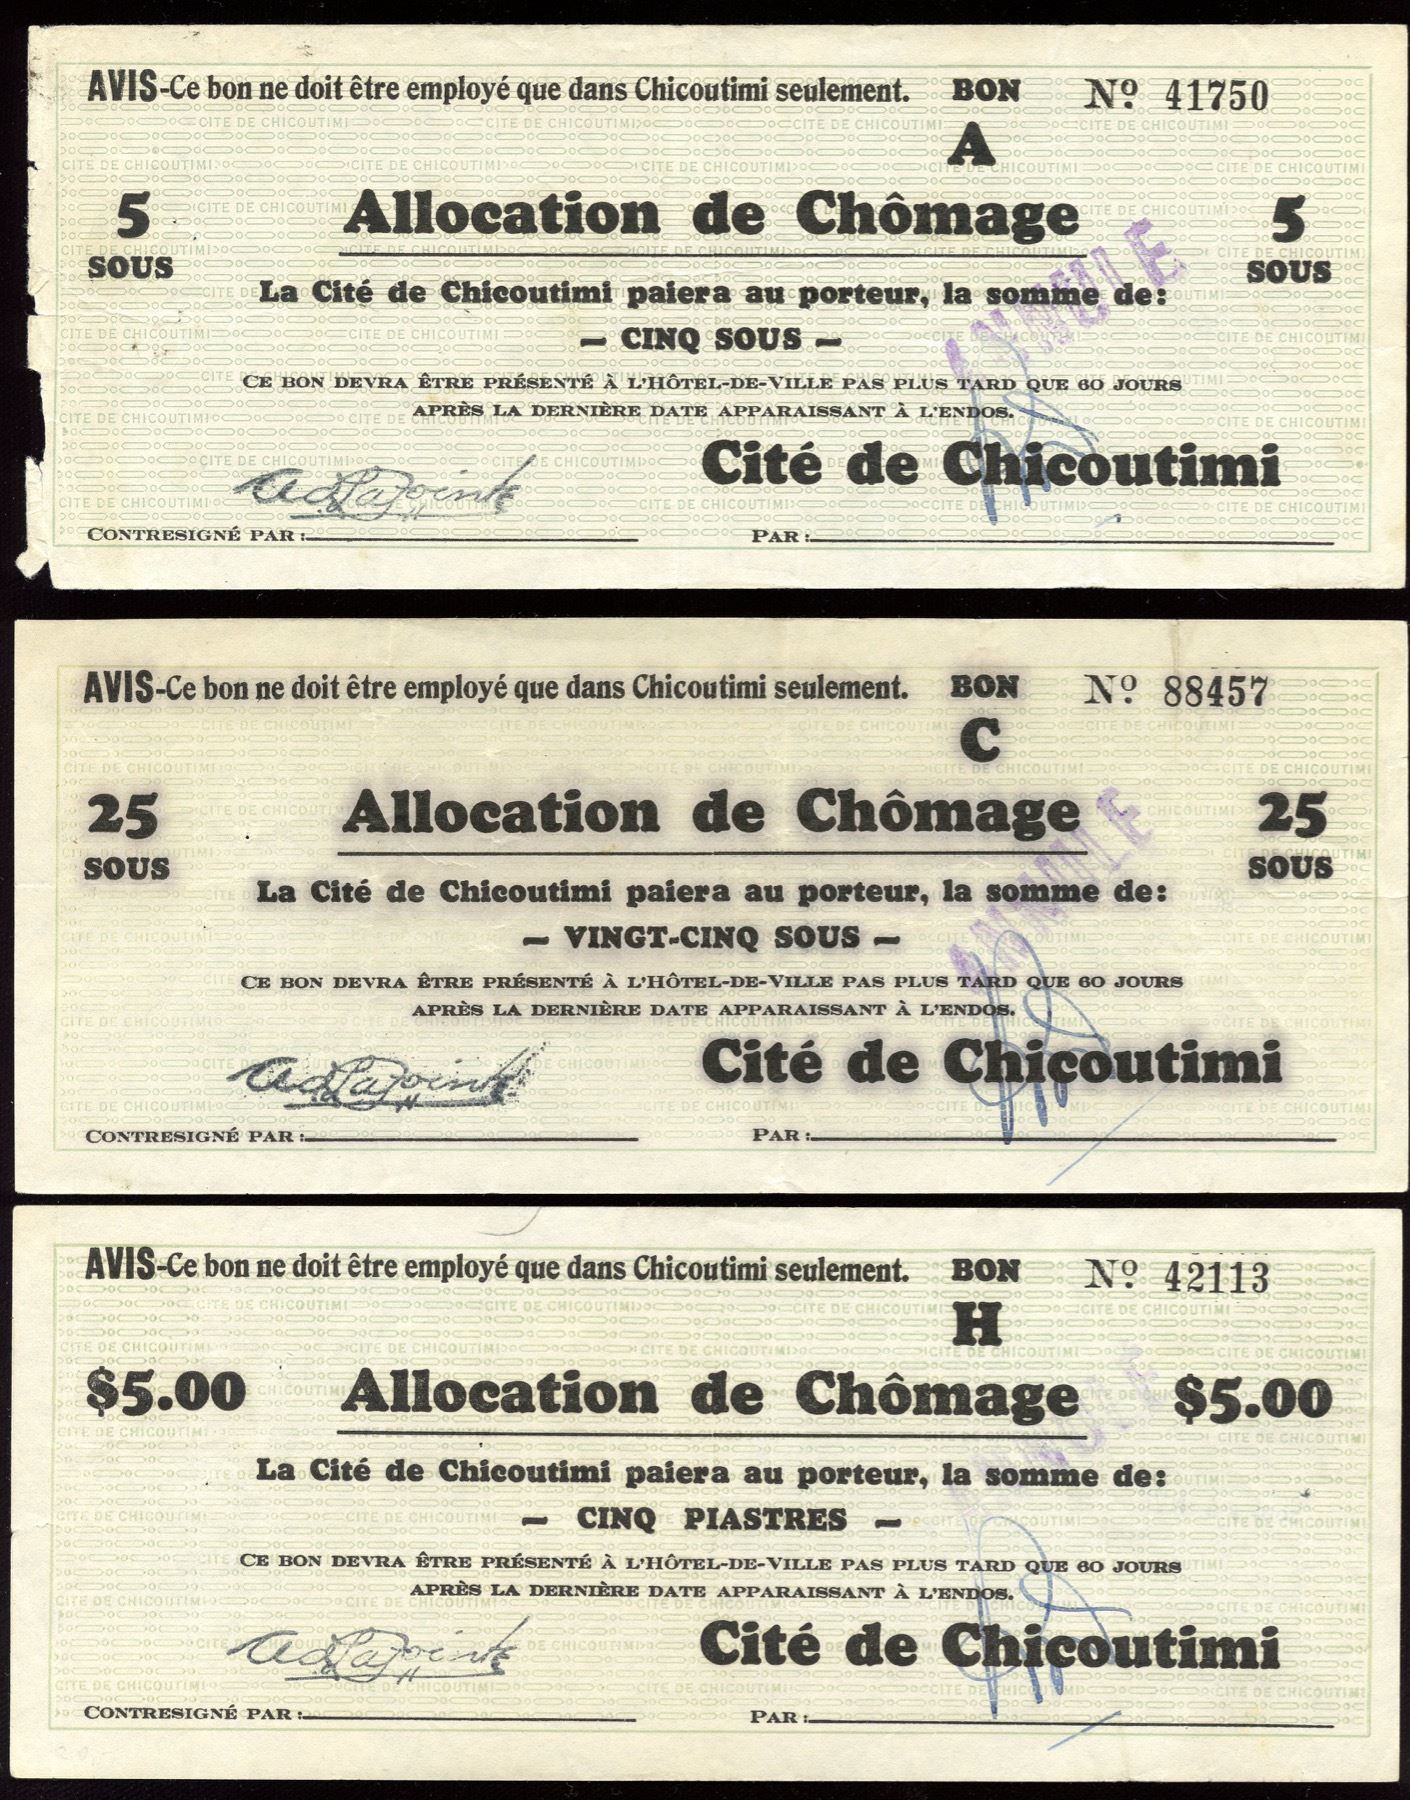 AVIS-Ce bon ne doit être employé que dans Chicoutimi seulement. BON Nº 41750
A
5 Allocation de Chômage 5
SOUS SOUS
La Cité de Chicoutimi paiera au porteur, la somme de:
— CINQ SOUS —
CE BON DEVRA ÊTRE PRÉSENTÉ À L'HÔTEL-DE-VILLE PAS PLUS TARD QUE 60 JOURS
APRÈS LA DERNIÈRE DATE APPARAISSANT À L'ENDOS.
ANNULE
Cité de Chicoutimi
Ad Lapointe
CONTRESIGNÉ PAR : PAR :
AVIS-Ce bon ne doit être employé que dans Chicoutimi seulement. BON Nº 88457
C
25 Allocation de Chômage 25
SOUS SOUS
La Cité de Chicoutimi paiera au porteur, la somme de:
— VINGT-CINQ SOUS —
CE BON DEVRA ÊTRE PRÉSENTÉ À L'HÔTEL-DE-VILLE PAS PLUS TARD QUE 60 JOURS
APRÈS LA DERNIÈRE DATE APPARAISSANT À L'ENDOS.
ANNULE
Cité de Chicoutimi
Ad Lapointe
CONTRESIGNÉ PAR : PAR :
AVIS-Ce bon ne doit être employé que dans Chicoutimi seulement. BON Nº 42113
H
$5.00 Allocation de Chômage $5.00
La Cité de Chicoutimi paiera au porteur, la somme de:
— CINQ PIASTRES —
CE BON DEVRA ÊTRE PRÉSENTÉ À L'HÔTEL-DE-VILLE PAS PLUS TARD QUE 60 JOURS
APRÈS LA DERNIÈRE DATE APPARAISSANT À L'ENDOS.
ANNULE
Cité de Chicoutimi
Ad Lapointe
CONTRESIGNÉ PAR : PAR :